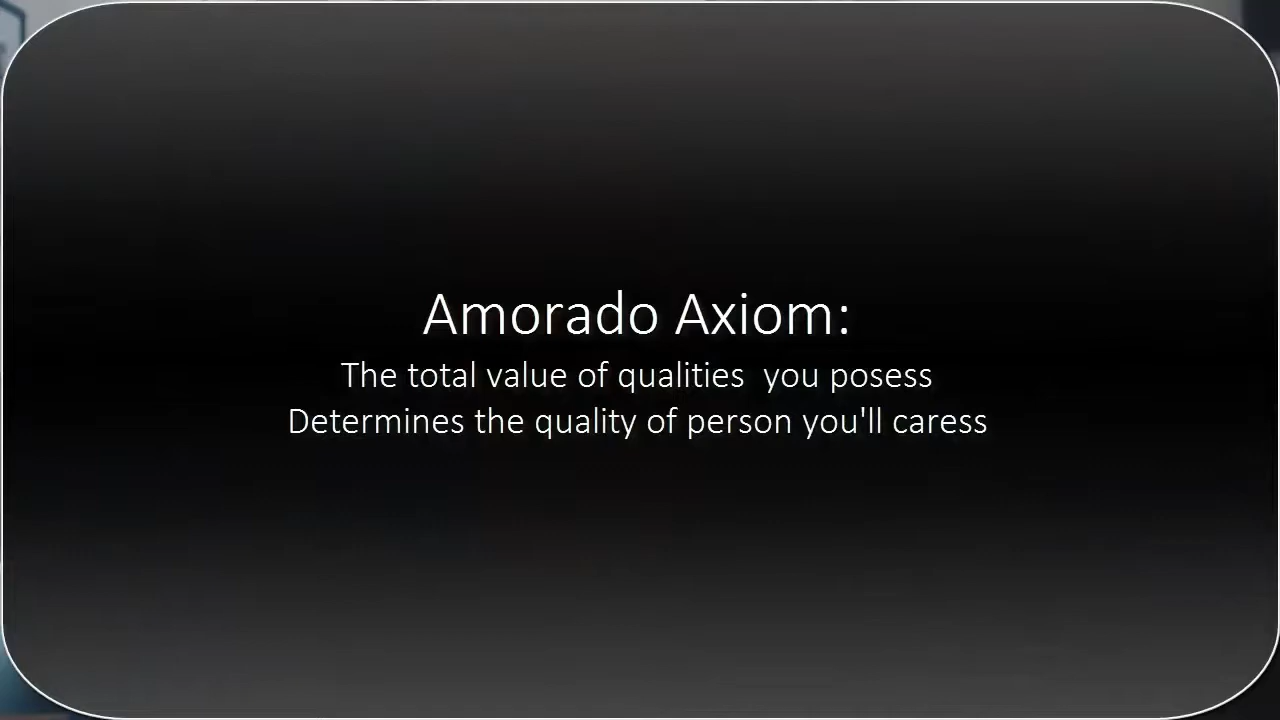 Amorado Axiom:
The total value of qualities  you posess
Determines the quality of person you'll caress